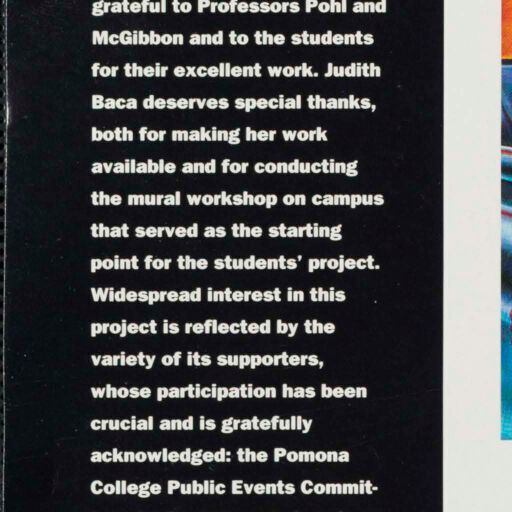 grateful to Professors Pohl and
McGibbon and to the students
for their excellent work. Judith
Baca deserves special thanks,
both for making her work
available and for conducting
the mural workshop on campus
that served as the starting
point for the students’ project.
Widespread interest in this
project is reflected by the
variety of its supporters,
whose participation has been
crucial and is gratefully
acknowledged: the Pomona
College Public Events Commit-